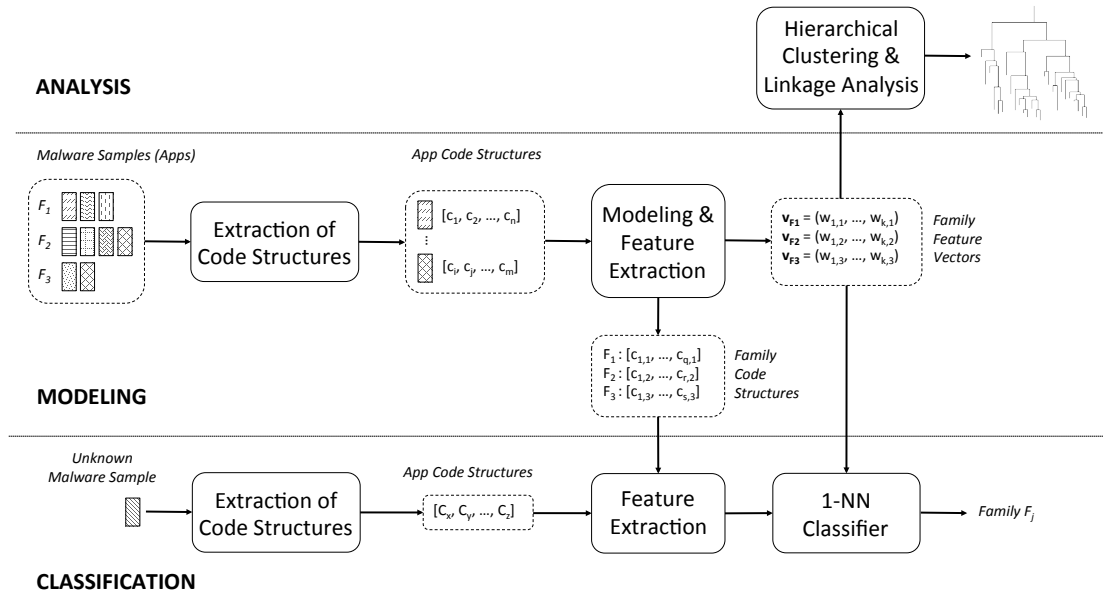 Hierarchical
Clustering &
Linkage Analysis
ANALYSIS
Malware Samples (Apps)
F1
F2
F3
Extraction of
Code Structures
App Code Structures
[c1, c2, ..., cn]
⋮
[ci, cj, ..., cm]
Modeling &
Feature
Extraction
vF1 = (w1,1, ..., wk,1)
vF2 = (w1,2, ..., wk,2)
vF3 = (w1,3, ..., wk,3)
Family
Feature
Vectors
F1 : [c1,1, ..., cq,1]
F2 : [c1,2, ..., cr,2]
F3 : [c1,3, ..., cs,3]
Family
Code
Structures
MODELING
Unknown
Malware Sample
Extraction of
Code Structures
App Code Structures
[Cx, Cy, ..., Cz]
Feature
Extraction
1-NN
Classifier
Family Fj
CLASSIFICATION